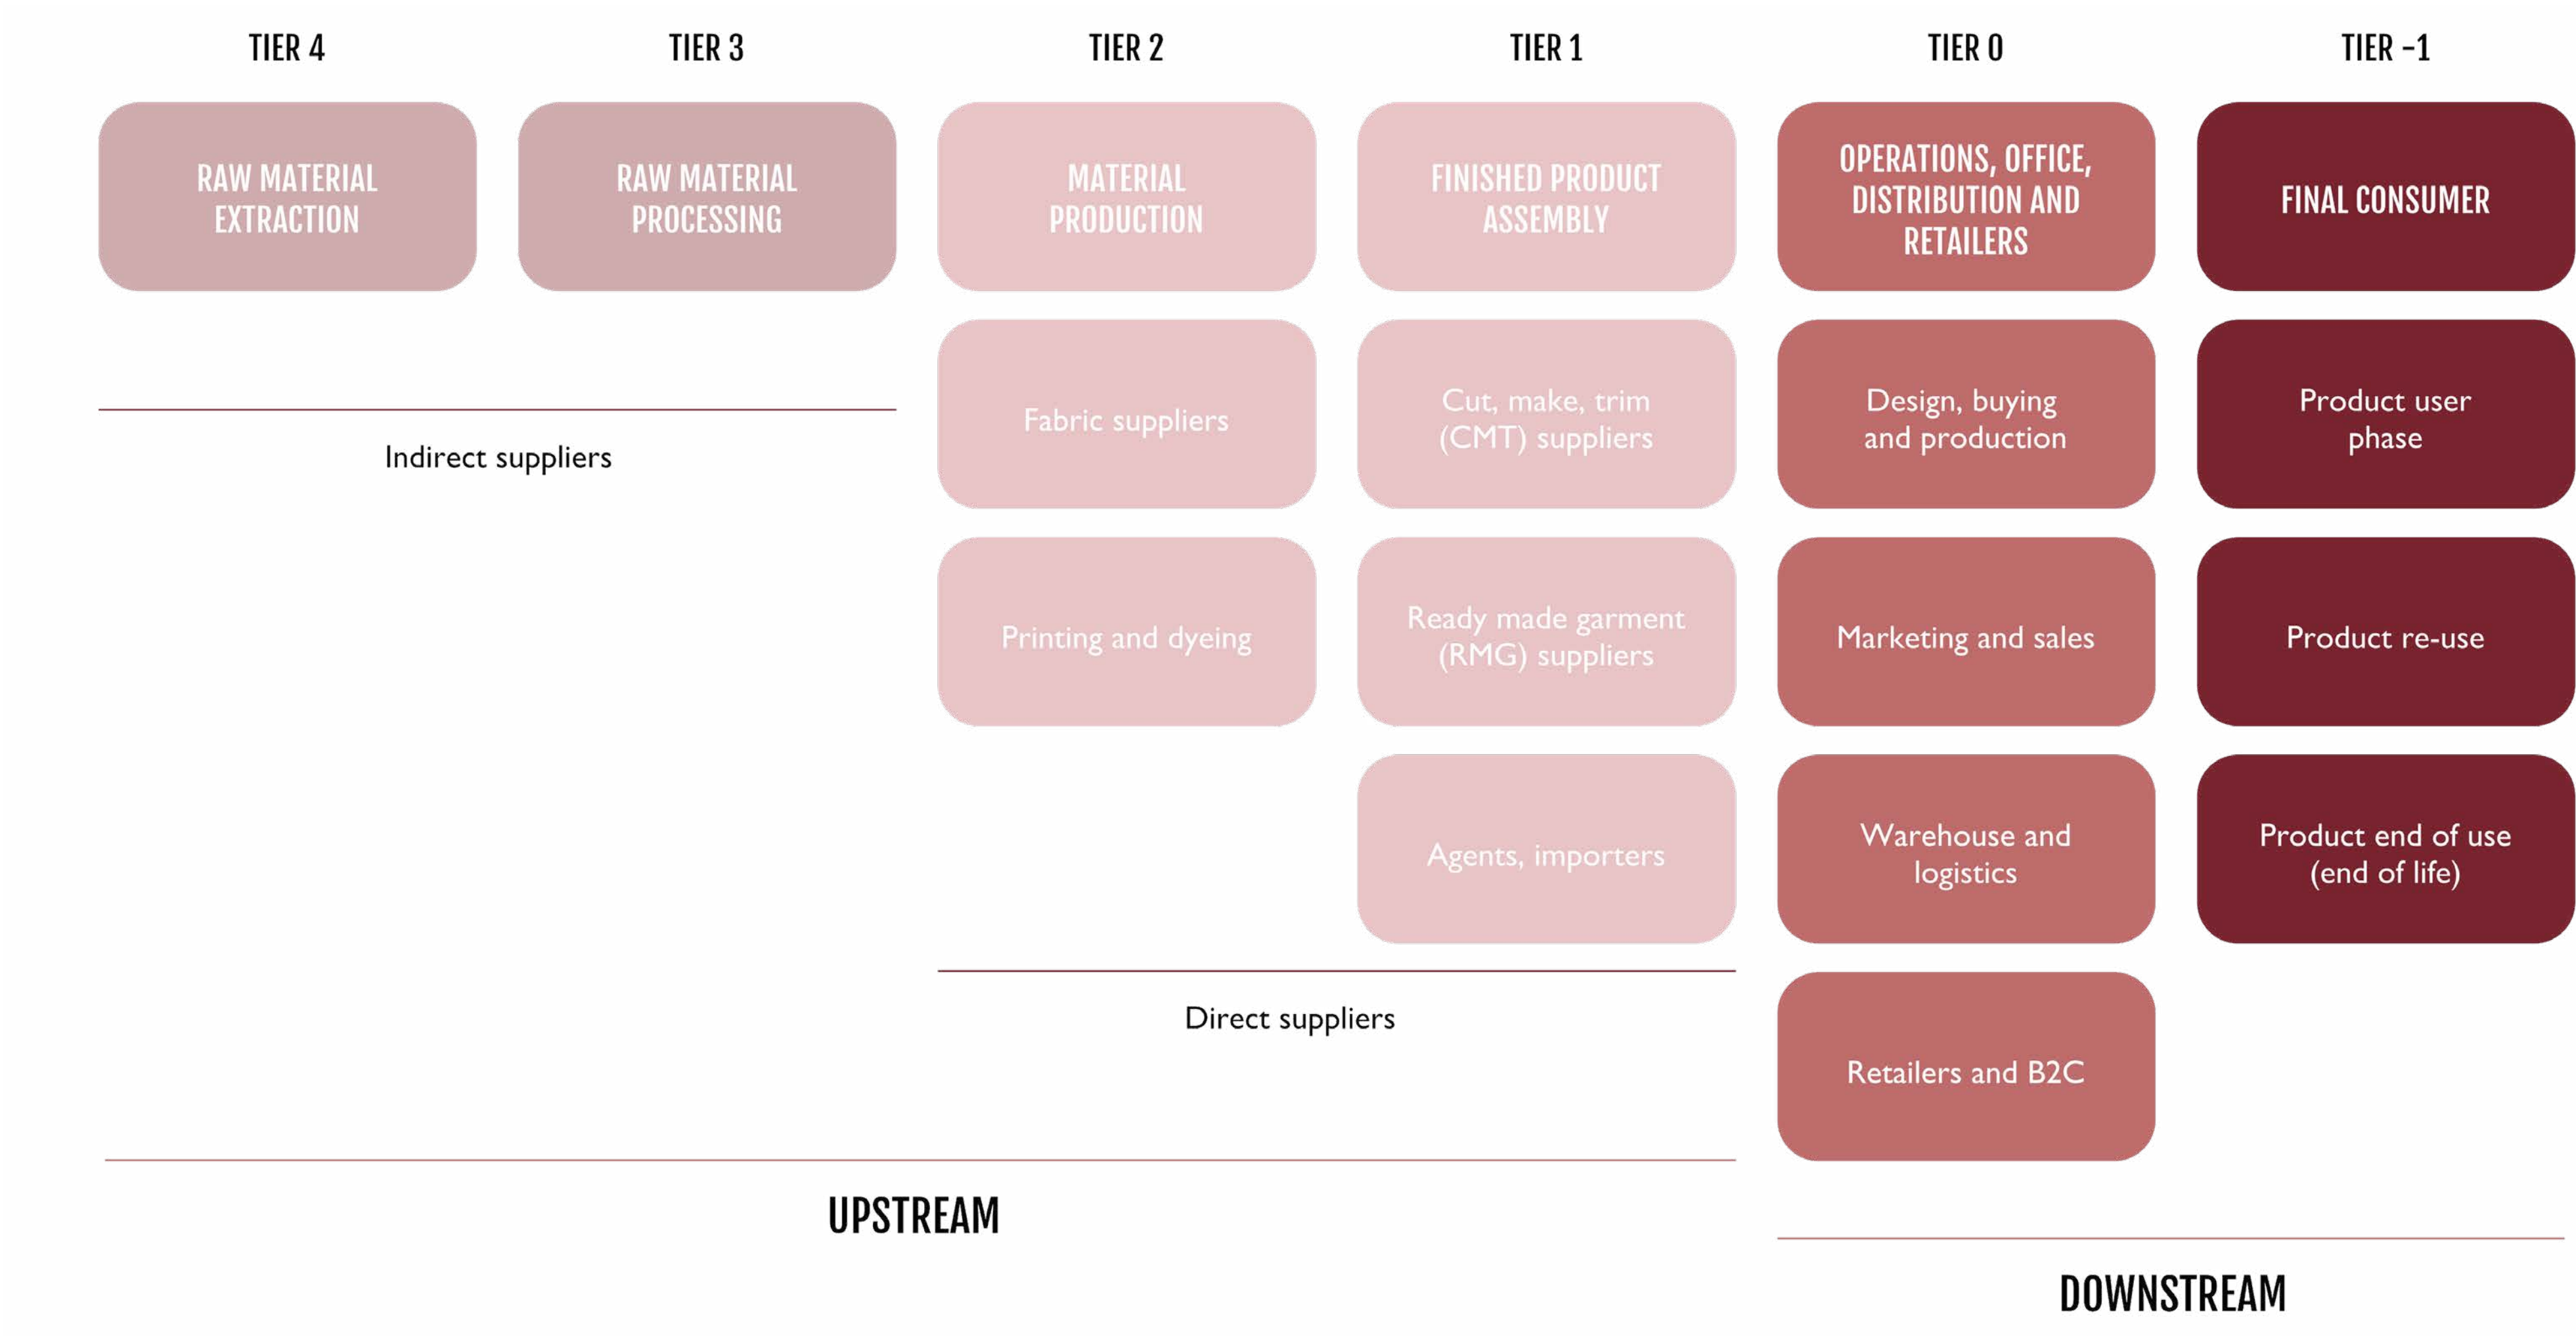 TIER 4
TIER 3
TIER 2
TIER 1
TIER 0
TIER -1
RAW MATERIAL
EXTRACTION
RAW MATERIAL
PROCESSING
MATERIAL
PRODUCTION
FINISHED PRODUCT
ASSEMBLY
OPERATIONS, OFFICE,
DISTRIBUTION AND
RETAILERS
FINAL CONSUMER
Indirect suppliers
Fabric suppliers
Cut, make, trim
(CMT) suppliers
Design, buying
and production
Product user
phase
Printing and dyeing
Ready made garment
(RMG) suppliers
Marketing and sales
Product re-use
Agents, importers
Warehouse and
logistics
Product end of use
(end of life)
Direct suppliers
Retailers and B2C
UPSTREAM
DOWNSTREAM